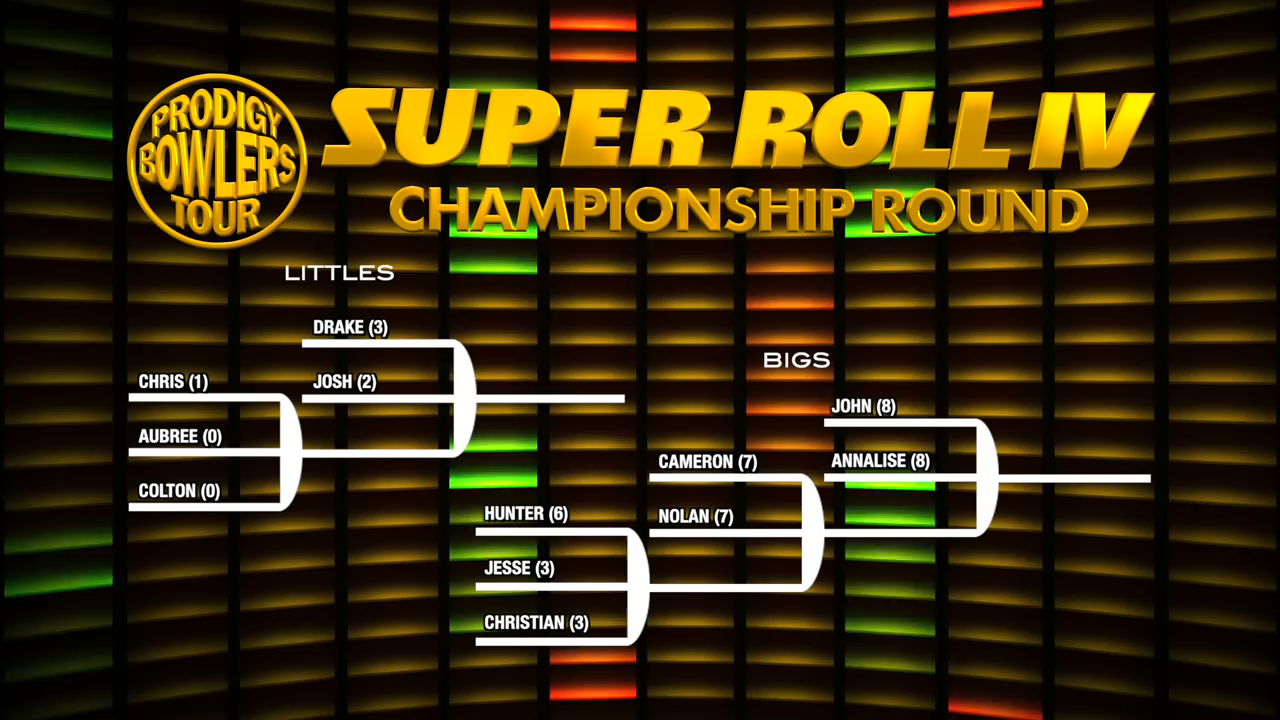 PRODIGY
BOWLERS
TOUR
SUPER ROLL IV
CHAMPIONSHIP ROUND
LITTLES
DRAKE (3)
JOSH (2)
CHRIS (1)
AUBREE (0)
COLTON (0)
BIGS
JOHN (8)
ANNALISE (8)
CAMERON (7)
NOLAN (7)
HUNTER (6)
JESSE (3)
CHRISTIAN (3)